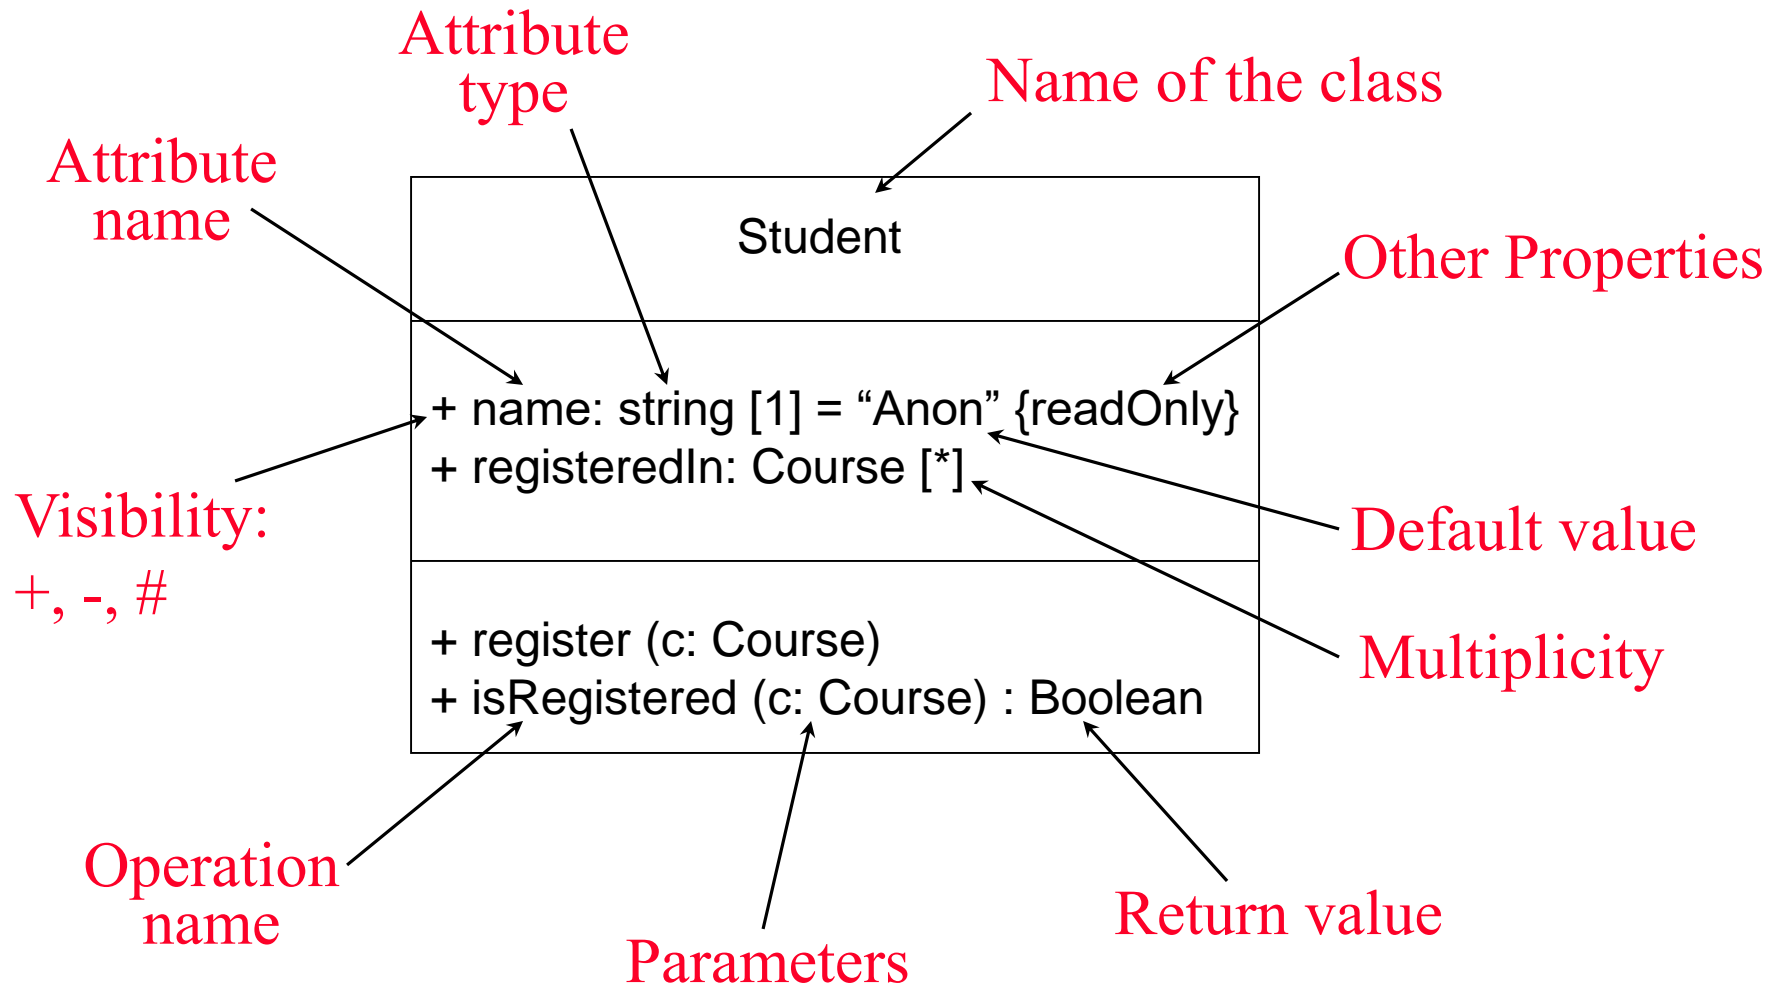 Attribute
type
Name of the class
Attribute
name
Student
Other Properties
+ name: string [1] = “Anon” {readOnly}
+ registeredIn: Course [*]
Visibility:
+, -, #
Default value
+ register (c: Course)
Multiplicity
+ isRegistered (c: Course) : Boolean
Operation
name
Return value
Parameters